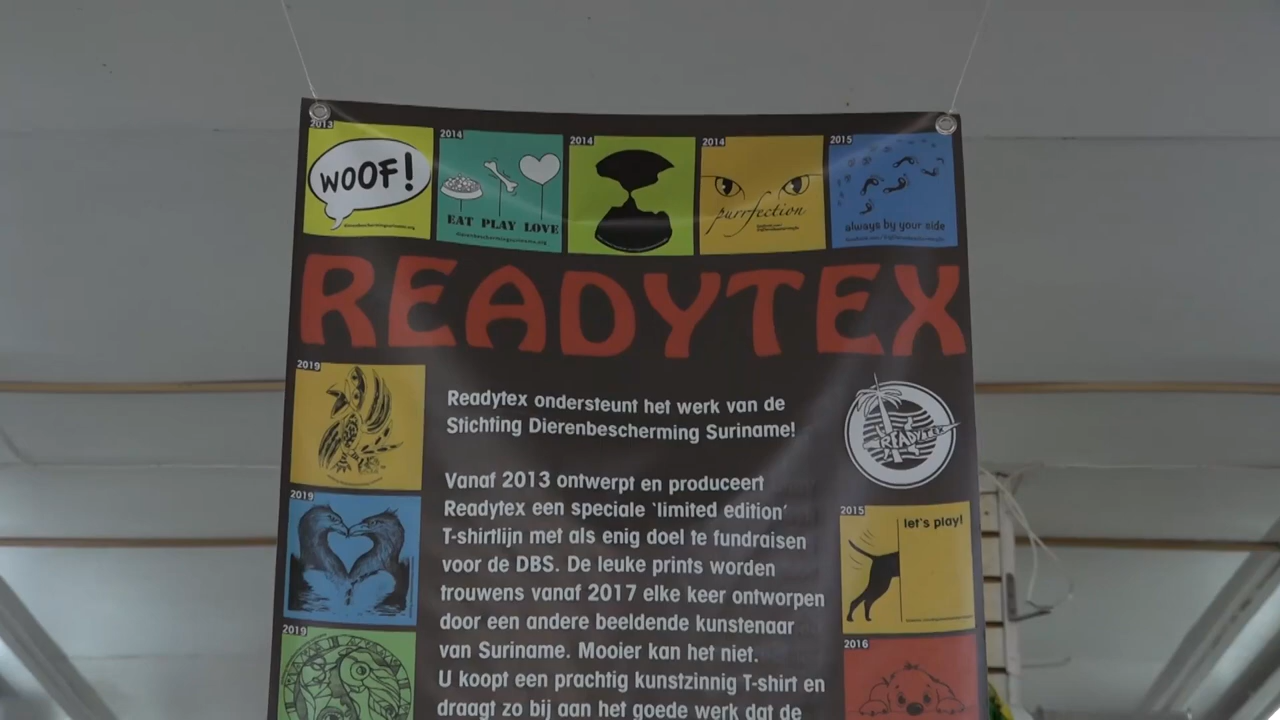 2013
WOOF!
dierenbeschermingsuriname.org
2014
EAT PLAY LOVE
dierenbeschermingsuriname.org
2014
2014
purrfection
2015
always by your side
READYTEX
2019
Readytex ondersteunt het werk van de
Stichting Dierenbescherming Suriname!
READYTEX
Vanaf 2013 ontwerpt en produceert
Readytex een speciale ‘limited edition’
T-shirtlijn met als enig doel te fundraisen
voor de DBS. De leuke prints worden
trouwens vanaf 2017 elke keer ontworpen
door een andere beeldende kunstenaar
van Suriname. Mooier kan het niet.
U koopt een prachtig kunstzinnig T-shirt en
draagt zo bij aan het goede werk dat de
2019
2019
2015
let's play!
2016